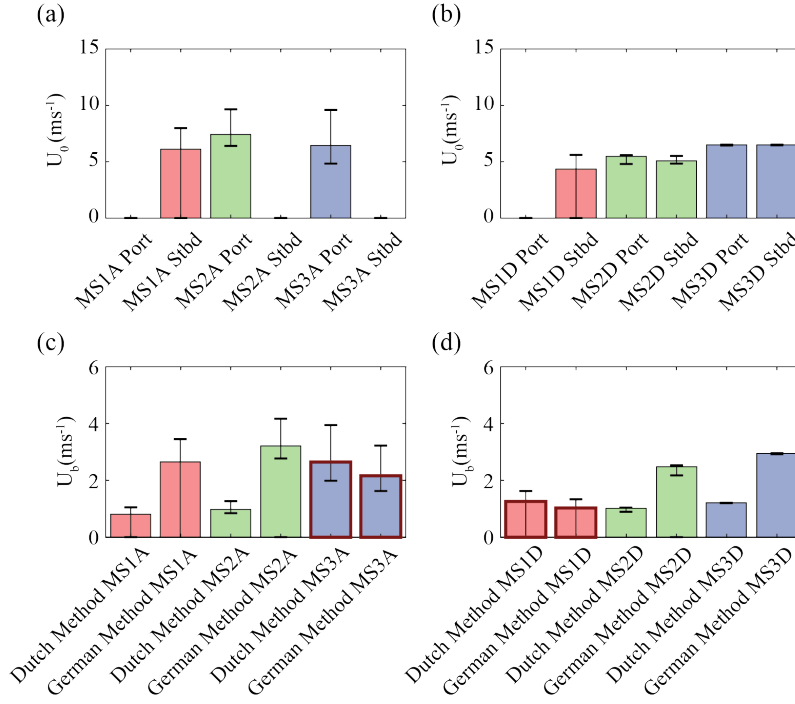 (a)
(b)
15
10
5
0
U0(ms-1)
MS1A Port
MS1A Stbd
MS2A Port
MS2A Stbd
MS3A Port
MS3A Stbd
15
10
5
0
U0(ms-1)
MS1D Port
MS1D Stbd
MS2D Port
MS2D Stbd
MS3D Port
MS3D Stbd
(c)
(d)
6
4
2
0
Ub(ms-1)
Dutch Method MS1A
German Method MS1A
Dutch Method MS2A
German Method MS2A
Dutch Method MS3A
German Method MS3A
6
4
2
0
Ub(ms-1)
Dutch Method MS1D
German Method MS1D
Dutch Method MS2D
German Method MS2D
Dutch Method MS3D
German Method MS3D